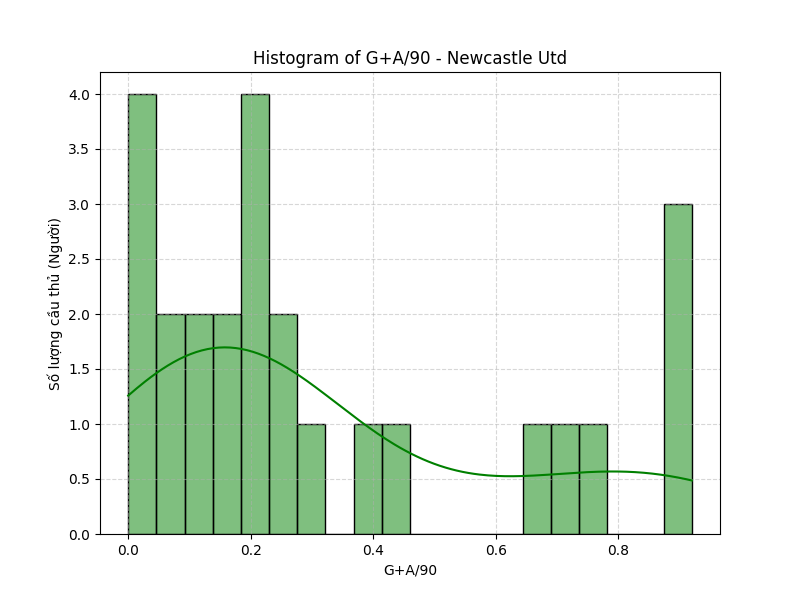 Histogram of G+A/90 - Newcastle Utd
4.0
3.5
3.0
2.5
2.0
1.5
1.0
0.5
0.0
Số lượng cầu thủ (Người)
0.0 0.2 0.4 0.6 0.8
G+A/90